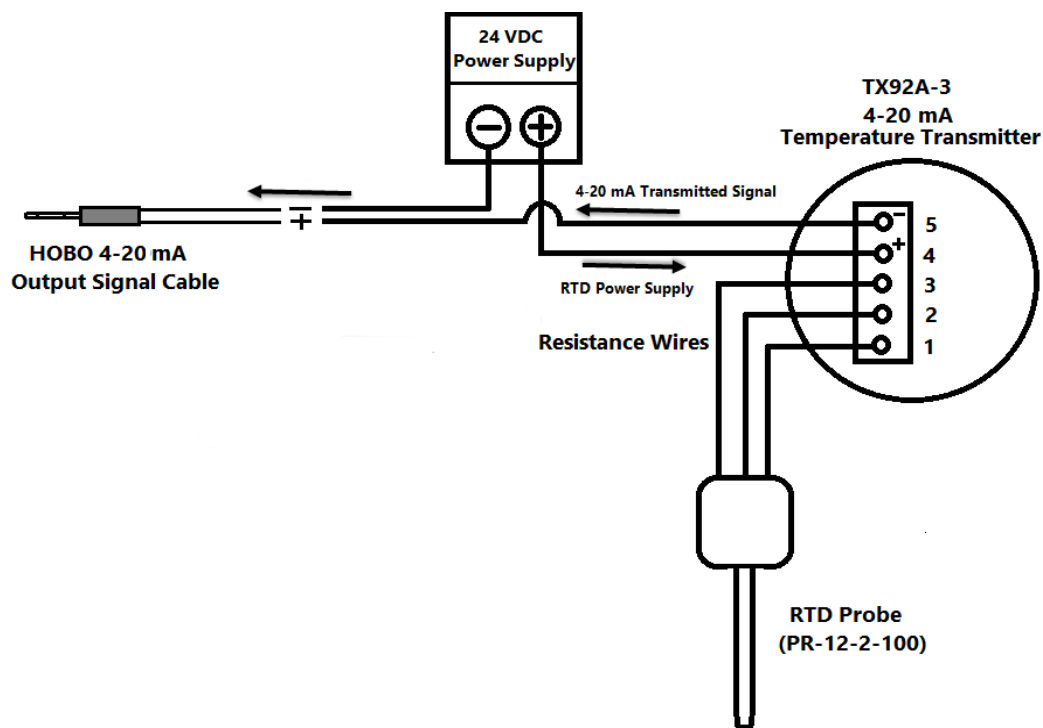 24 VDC
Power Supply
− +
TX92A-3
4-20 mA
Temperature Transmitter
4-20 mA Transmitted Signal
− 5
+ 4
3
2
1
− +
HOBO 4-20 mA
Output Signal Cable
RTD Power Supply
Resistance Wires
RTD Probe
(PR-12-2-100)